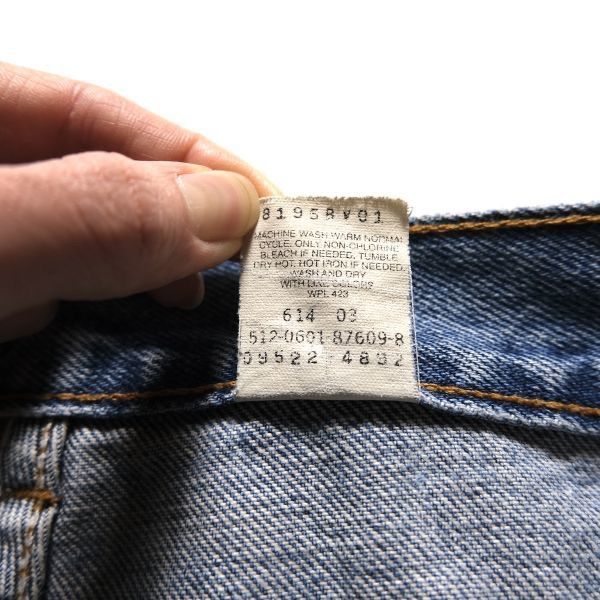 81958V01
MACHINE WASH WARM NORMAL
CYCLE. ONLY NON-CHLORINE
BLEACH IF NEEDED. TUMBLE
DRY HOT, HOT IRON IF NEEDED.
WASH AND DRY
WITH LIKE COLORS
WPL 423
614 03
512-0601-87609-8
09522 4892